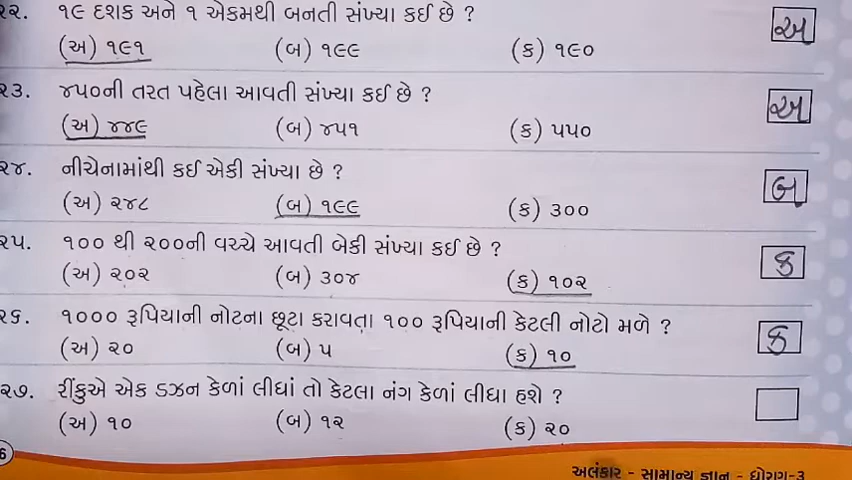 ૨૨. ૧૯ દશક અને ૧ એકમથી બનતી સંખ્યા કઈ છે ?
(અ) ૧૯૧ (બ) ૧૯૯ (ક) ૧૯૦ અ
૨૩. ૪૫૦ની તરત પહેલા આવતી સંખ્યા કઈ છે ?
(અ) ૪૪૯ (બ) ૪૫૧ (ક) ૫૫૦ અ
૨૪. નીચેનામાંથી કઈ એકી સંખ્યા છે ?
(અ) ૨૪૮ (બ) ૧૯૯ (ક) ૩૦૦ બ
૨૫. ૧૦૦ થી ૨૦૦ની વચ્ચે આવતી બેકી સંખ્યા કઈ છે ?
(અ) ૨૦૨ (બ) ૩૦૪ (ક) ૧૦૨ ક
૨૬. ૧૦૦૦ રૂપિયાની નોટના છૂટા કરાવતા ૧૦૦ રૂપિયાની કેટલી નોટો મળે ?
(અ) ૨૦ (બ) ૫ (ક) ૧૦ ક
૨૭. રીંકુએ એક ડઝન કેળાં લીધાં તો કેટલા નંગ કેળાં લીધા હશે ?
(અ) ૧૦ (બ) ૧૨ (ક) ૨૦
અલંકાર - સામાન્ય જ્ઞાન - ધોરણ-૩